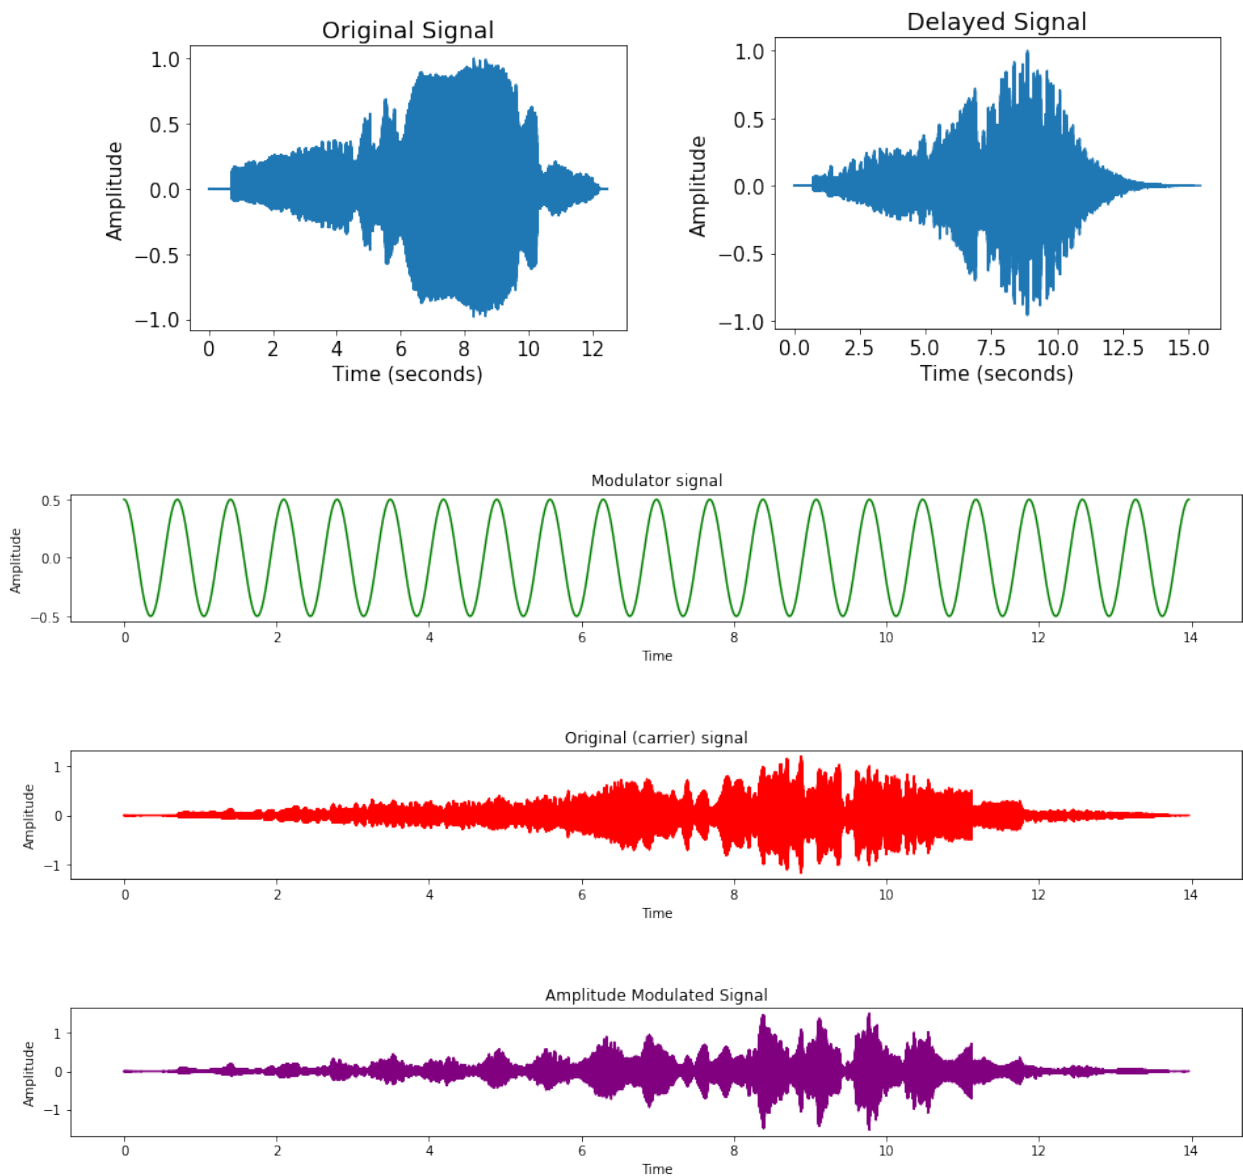 Original Signal
Amplitude
1.0
0.5
0.0
−0.5
−1.0
0 2 4 6 8 10 12
Time (seconds)
Delayed Signal
Amplitude
1.0
0.5
0.0
−0.5
−1.0
0.0 2.5 5.0 7.5 10.0 12.5 15.0
Time (seconds)
Modulator signal
Amplitude
0.5
0.0
−0.5
0 2 4 6 8 10 12 14
Time
Original (carrier) signal
Amplitude
1
0
−1
0 2 4 6 8 10 12 14
Time
Amplitude Modulated Signal
Amplitude
1
0
−1
0 2 4 6 8 10 12 14
Time